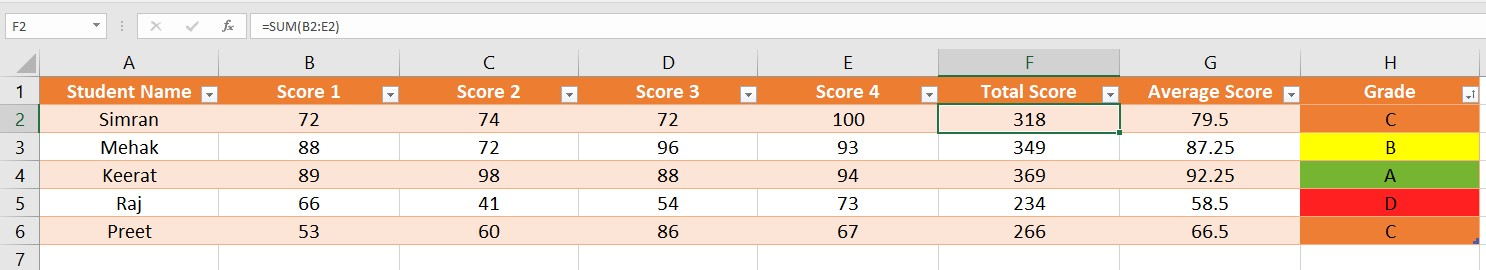 F2 fx =SUM(B2:E2)
A B C D E F G H
1 Student Name Score 1 Score 2 Score 3 Score 4 Total Score Average Score Grade
2 Simran 72 74 72 100 318 79.5 C
3 Mehak 88 72 96 93 349 87.25 B
4 Keerat 89 98 88 94 369 92.25 A
5 Raj 66 41 54 73 234 58.5 D
6 Preet 53 60 86 67 266 66.5 C
7